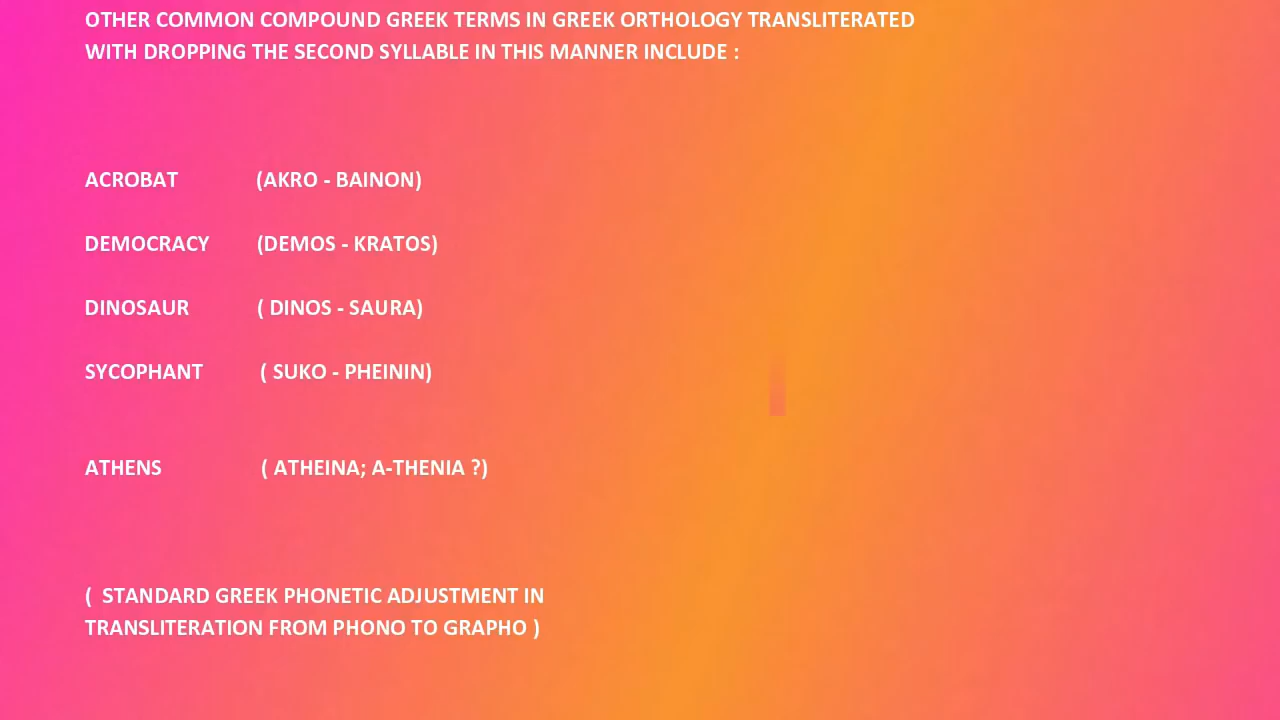 OTHER COMMON COMPOUND GREEK TERMS IN GREEK ORTHOLOGY TRANSLITERATED
WITH DROPPING THE SECOND SYLLABLE IN THIS MANNER INCLUDE :
ACROBAT (AKRO - BAINON)
DEMOCRACY (DEMOS - KRATOS)
DINOSAUR ( DINOS - SAURA)
SYCOPHANT ( SUKO - PHEININ)
ATHENS ( ATHEINA; A-THENIA ?)
( STANDARD GREEK PHONETIC ADJUSTMENT IN
TRANSLITERATION FROM PHONO TO GRAPHO )